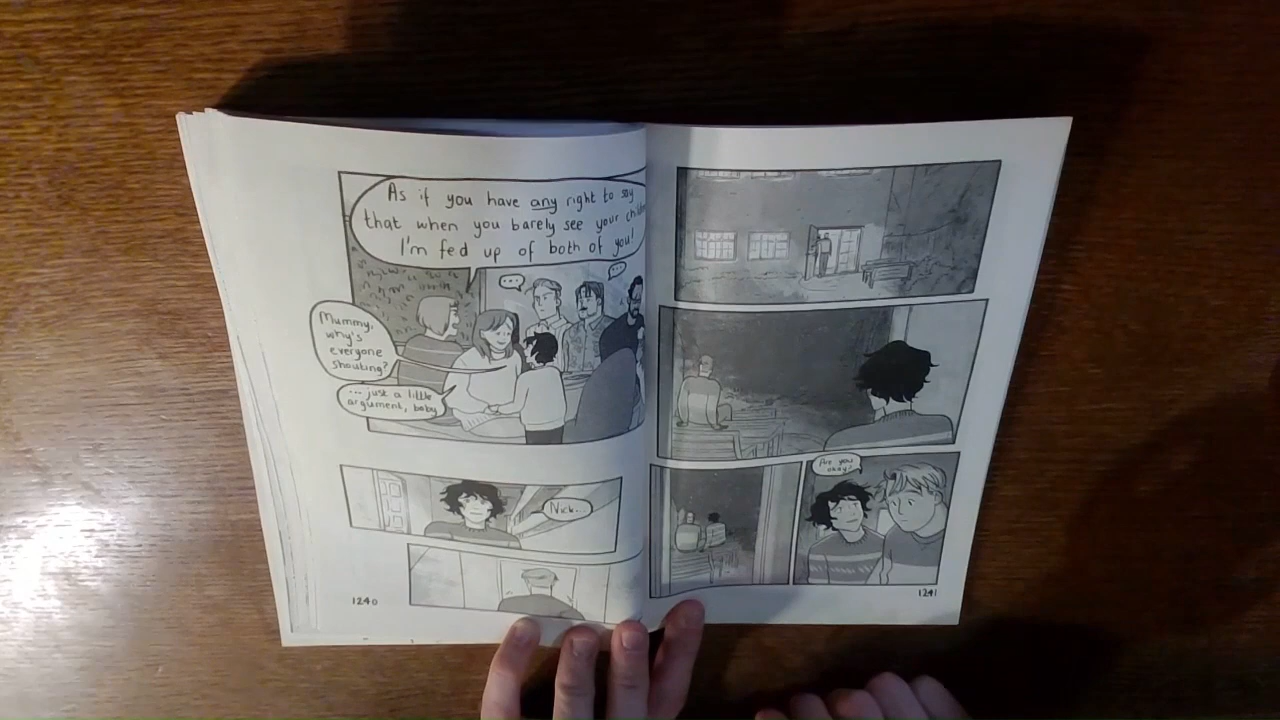 As if you have any right to say
that when you barely see your
I'm fed up of both of you!
...
...
Mummy,
why's
everyone
shouting?
... just a little
argument, baby
Nick...
1240
Are you
okay?
1241